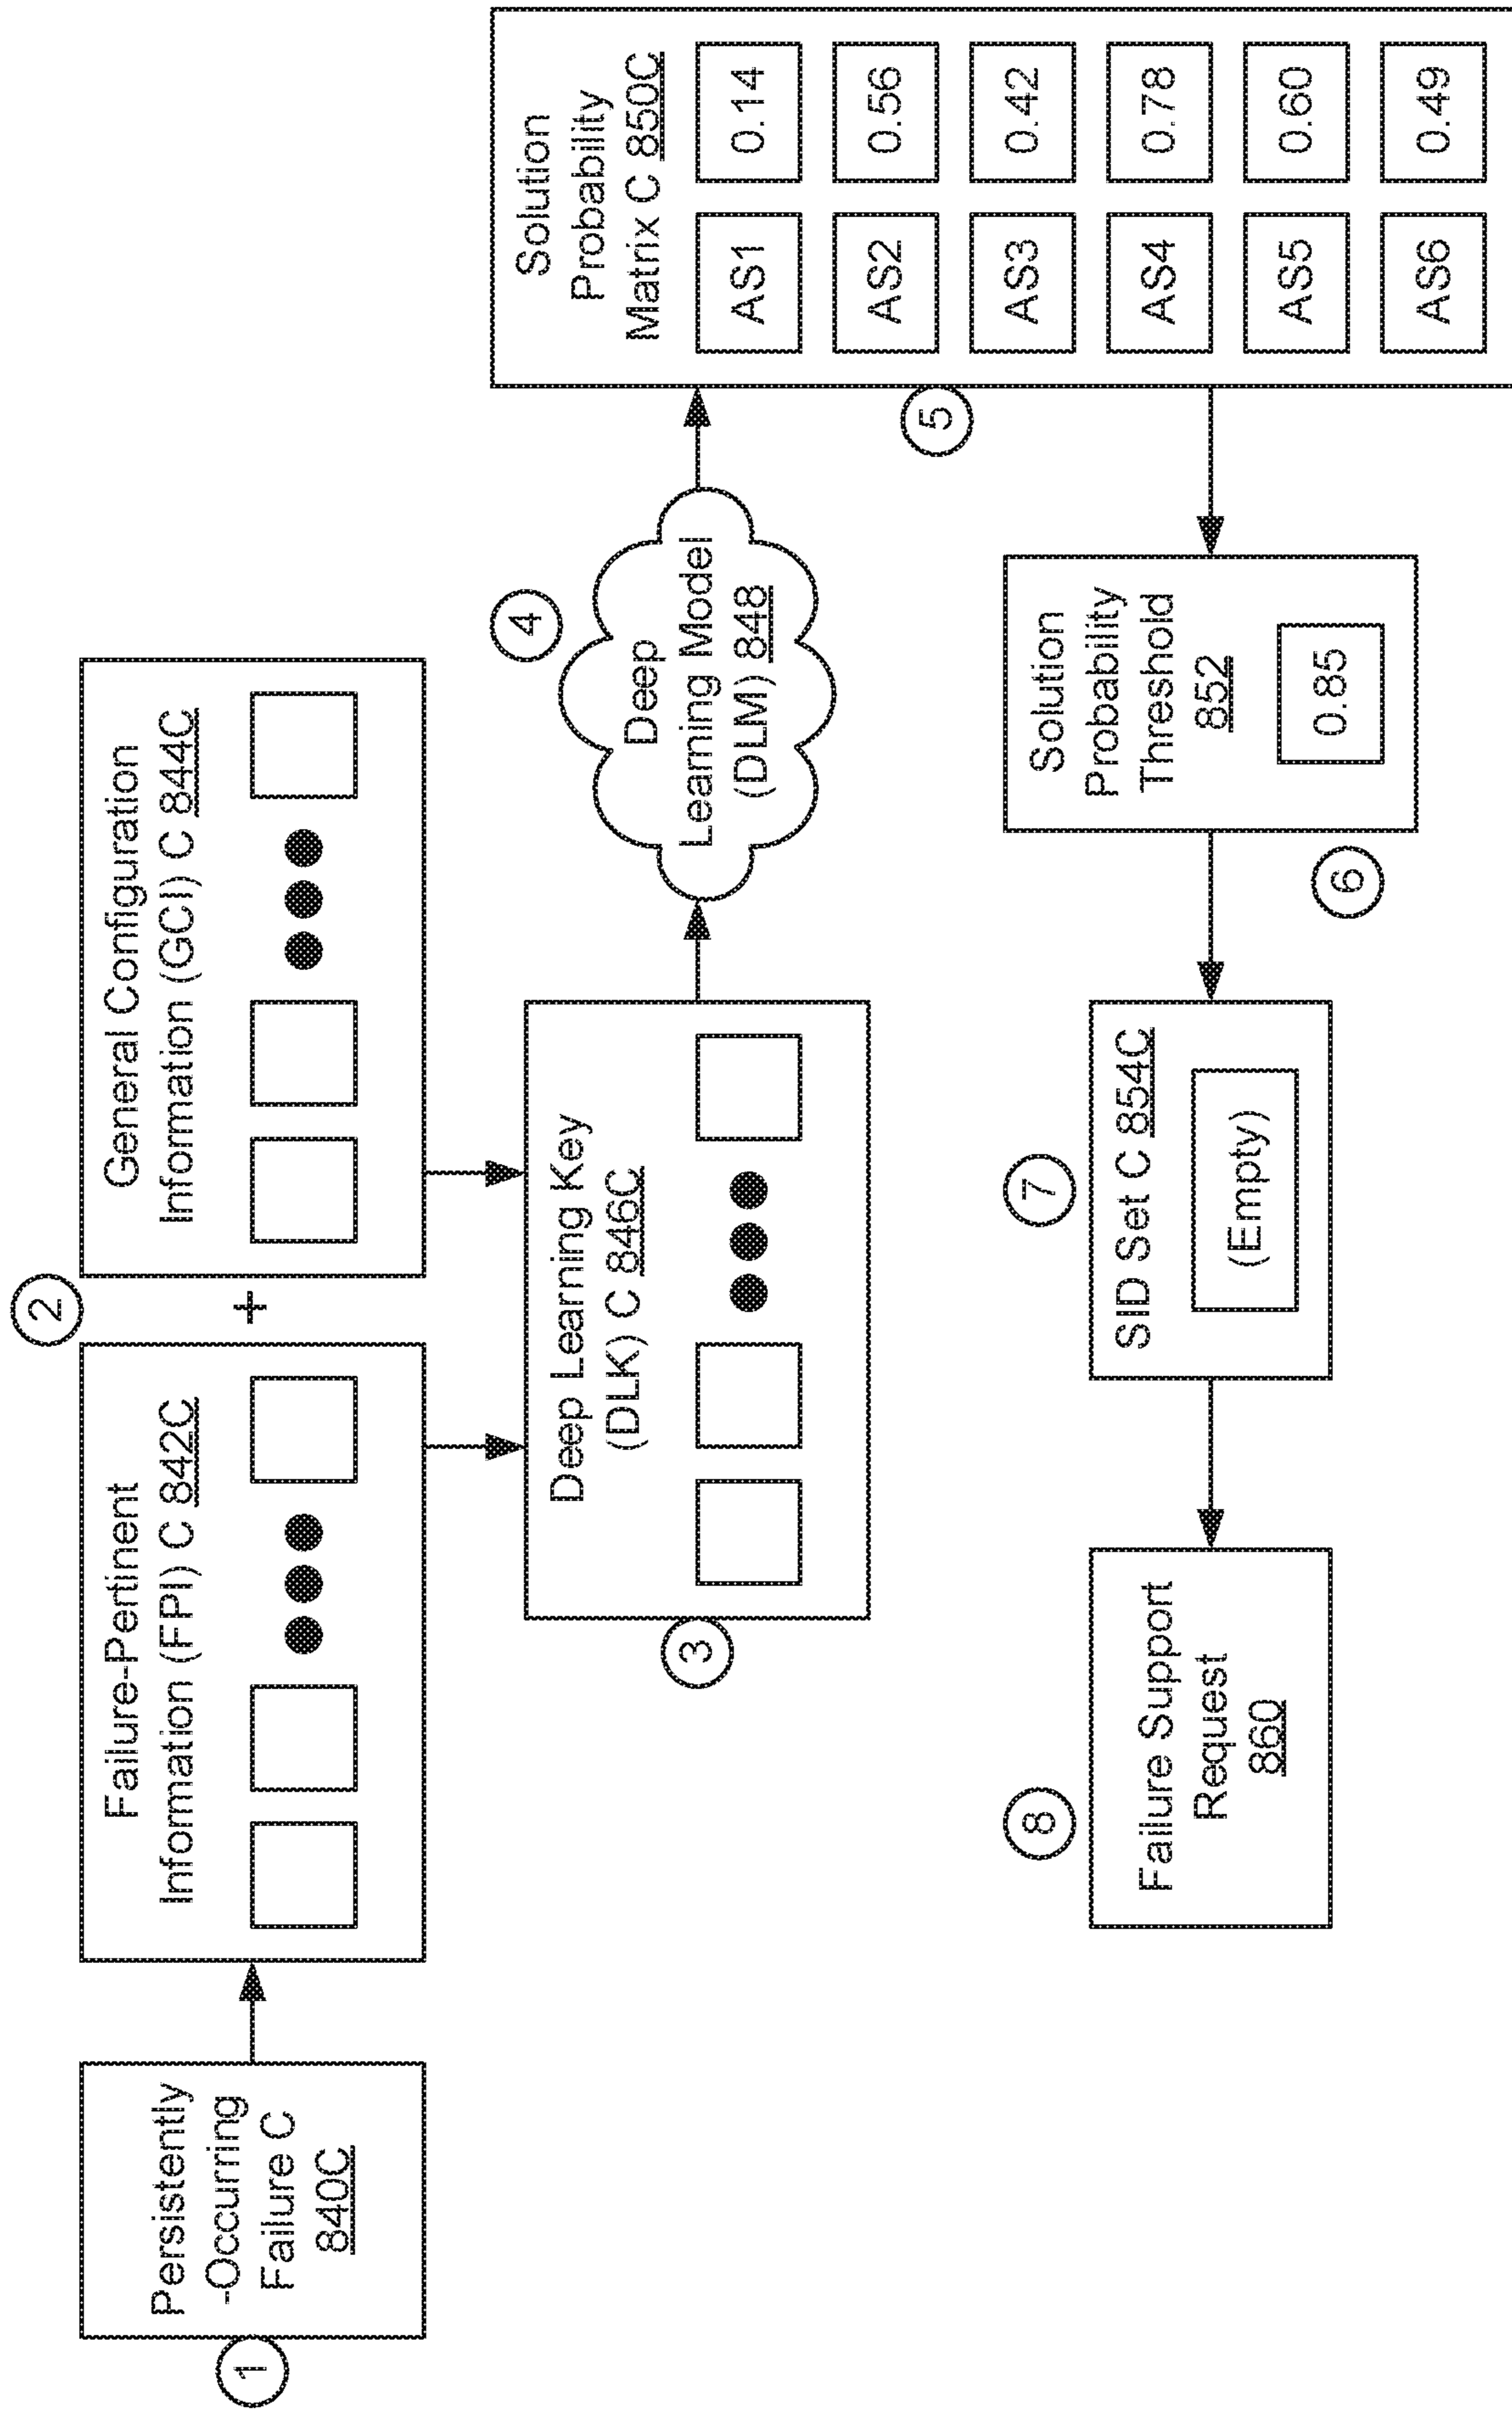 1
Persistently
-Occurring
Failure C
840C
2
Failure-Pertinent
Information (FPI) C 842C
+
General Configuration
Information (GCI) C 844C
3
Deep Learning Key
(DLK) C 846C
4
Deep
Learning Model
(DLM) 848
5
Solution
Probability
Matrix C 850C
AS1 0.14
AS2 0.56
AS3 0.42
AS4 0.78
AS5 0.60
AS6 0.49
6
Solution
Probability
Threshold
852
0.85
7
SID Set C 854C
(Empty)
8
Failure Support
Request
860